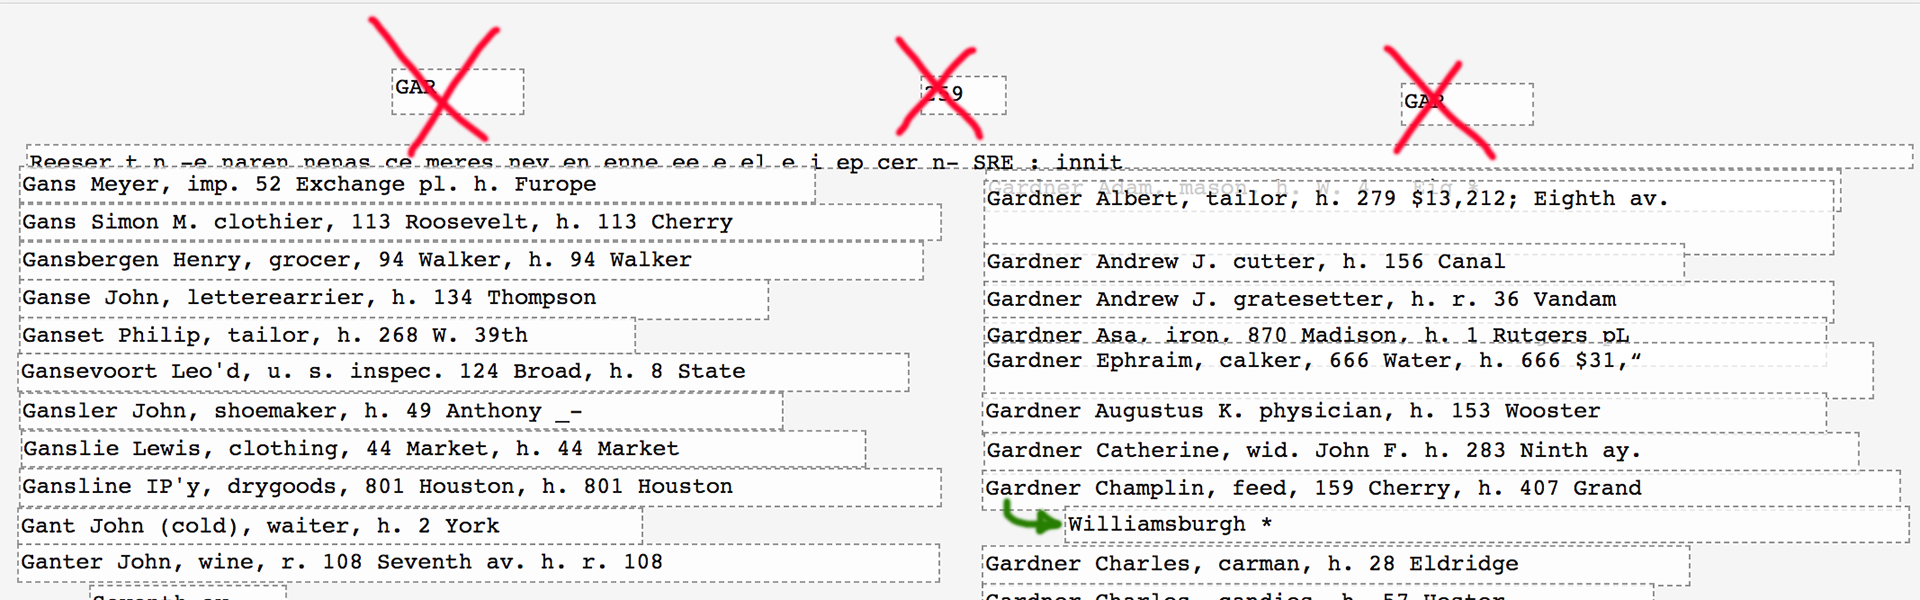 GAR
259
GAR
Reeser t n -e naren nenas ce meres nev en enne ee e el e i ep cer n- SRE : innit
Gans Meyer, imp. 52 Exchange pl. h. Furope
Gans Simon M. clothier, 113 Roosevelt, h. 113 Cherry
Gansbergen Henry, grocer, 94 Walker, h. 94 Walker
Ganse John, letterearrier, h. 134 Thompson
Ganset Philip, tailor, h. 268 W. 39th
Gansevoort Leo'd, u. s. inspec. 124 Broad, h. 8 State
Gansler John, shoemaker, h. 49 Anthony _-
Ganslie Lewis, clothing, 44 Market, h. 44 Market
Gansline IP'y, drygoods, 801 Houston, h. 801 Houston
Gant John (cold), waiter, h. 2 York
Ganter John, wine, r. 108 Seventh av. h. r. 108
Seventh av
Gardner Adam, mason, h. W. 4
Gardner Albert, tailor, h. 279 $13,212; Eighth av.
Gardner Andrew J. cutter, h. 156 Canal
Gardner Andrew J. gratesetter, h. r. 36 Vandam
Gardner Asa, iron, 870 Madison, h. 1 Rutgers pL
Gardner Ephraim, calker, 666 Water, h. 666 $31,“
Gardner Augustus K. physician, h. 153 Wooster
Gardner Catherine, wid. John F. h. 283 Ninth ay.
Gardner Champlin, feed, 159 Cherry, h. 407 Grand
Williamsburgh *
Gardner Charles, carman, h. 28 Eldridge
Gardner Charles, candies, h. 57 Hester